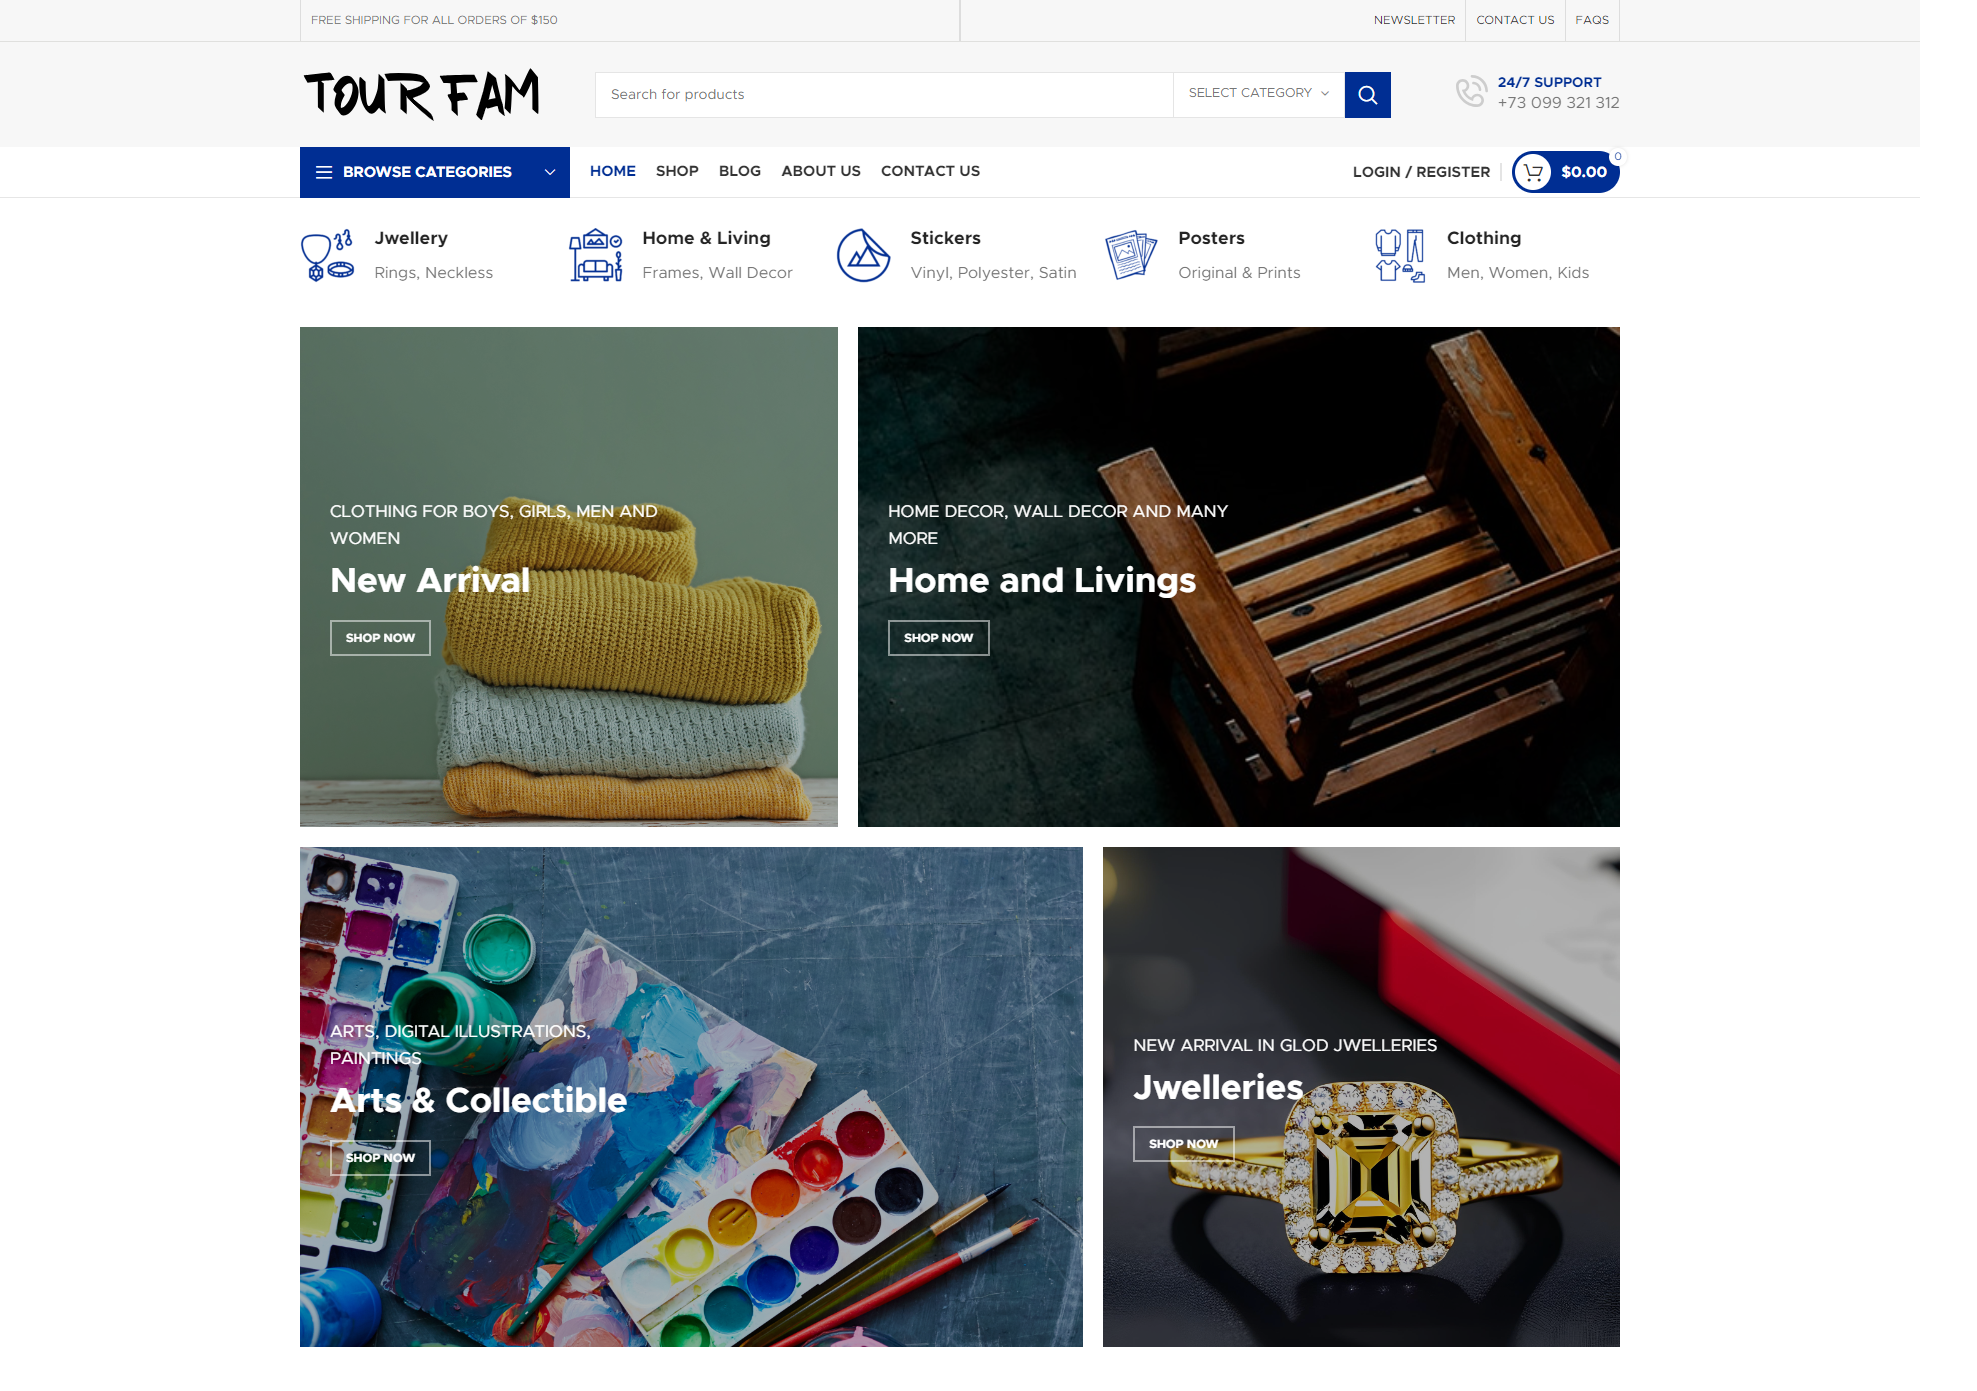 FREE SHIPPING FOR ALL ORDERS OF $150
NEWSLETTER
CONTACT US
FAQS
TOUR FAM
Search for products
SELECT CATEGORY
24/7 SUPPORT
+73 099 321 312
BROWSE CATEGORIES
HOME
SHOP
BLOG
ABOUT US
CONTACT US
LOGIN / REGISTER
0
$0.00
Jwellery
Rings, Neckless
Home & Living
Frames, Wall Decor
Stickers
Vinyl, Polyester, Satin
Posters
Original & Prints
Clothing
Men, Women, Kids
CLOTHING FOR BOYS, GIRLS, MEN AND
WOMEN
New Arrival
SHOP NOW
HOME DECOR, WALL DECOR AND MANY
MORE
Home and Livings
SHOP NOW
ARTS, DIGITAL ILLUSTRATIONS,
PAINTINGS
Arts & Collectible
SHOP NOW
NEW ARRIVAL IN GLOD JWELLERIES
Jwelleries
SHOP NOW